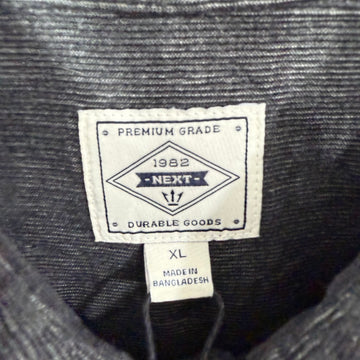 PREMIUM GRADE
1982
NEXT
DURABLE GOODS
XL
MADE IN
BANGLADESH